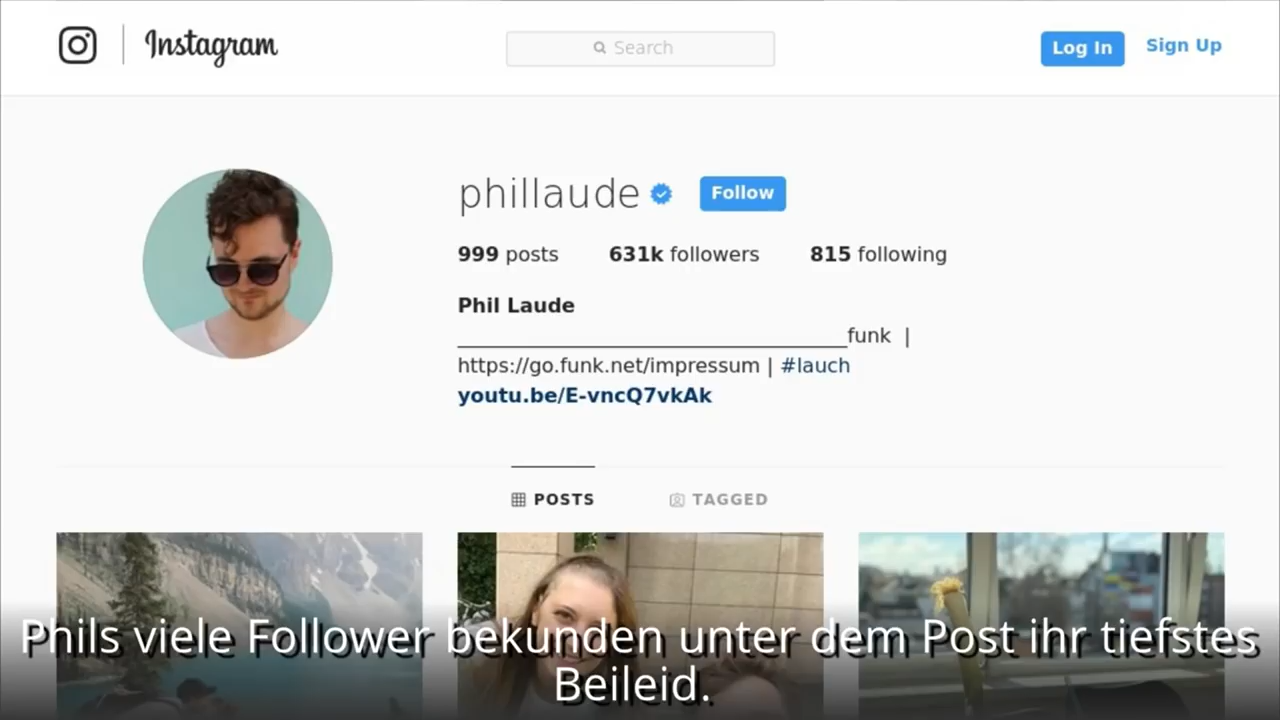 Instagram
Search
Log In
Sign Up
phillaude
Follow
999 posts 631k followers 815 following
Phil Laude
_______________________________________funk |
https://go.funk.net/impressum | #lauch
youtu.be/E-vncQ7vkAk
POSTS
TAGGED
Phils viele Follower bekunden unter dem Post ihr tiefstes
Beileid.